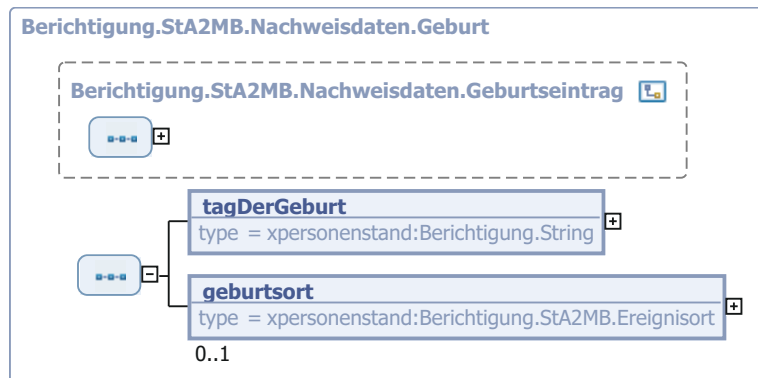 Berichtigung.StA2MB.Nachweisdaten.Geburt
Berichtigung.StA2MB.Nachweisdaten.Geburtseintrag
tagDerGeburt
type = xpersonenstand:Berichtigung.String
geburtsort
type = xpersonenstand:Berichtigung.StA2MB.Ereignisort
0..1